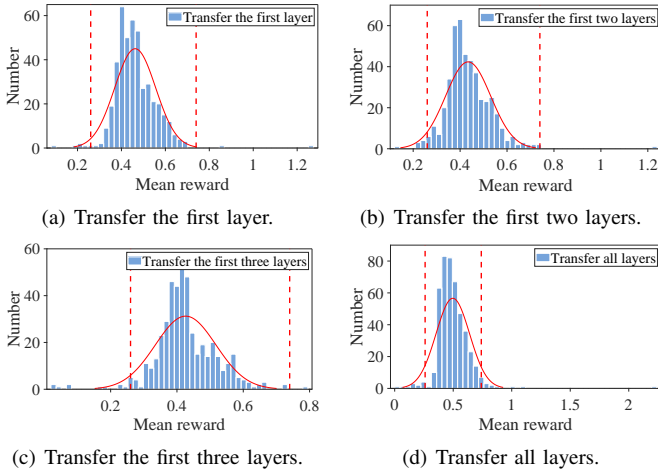 Transfer the first layer
Number
60
40
20
0
0.2
0.4
0.6
0.8
1
1.2
Mean reward
(a) Transfer the first layer.
Transfer the first two layers
Number
60
40
20
0
0.2
0.4
0.6
0.8
1
1.2
Mean reward
(b) Transfer the first two layers.
Transfer the first three layers
Number
60
40
20
0
0.2
0.4
0.6
0.8
Mean reward
(c) Transfer the first three layers.
Transfer all layers
Number
80
60
40
20
0
0
0.5
1
1.5
2
Mean reward
(d) Transfer all layers.